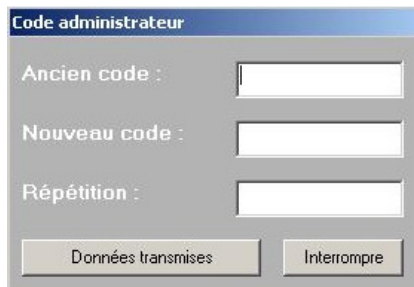 Code administrateur
Ancien code :
Nouveau code :
Répétition :
Données transmises Interrompre